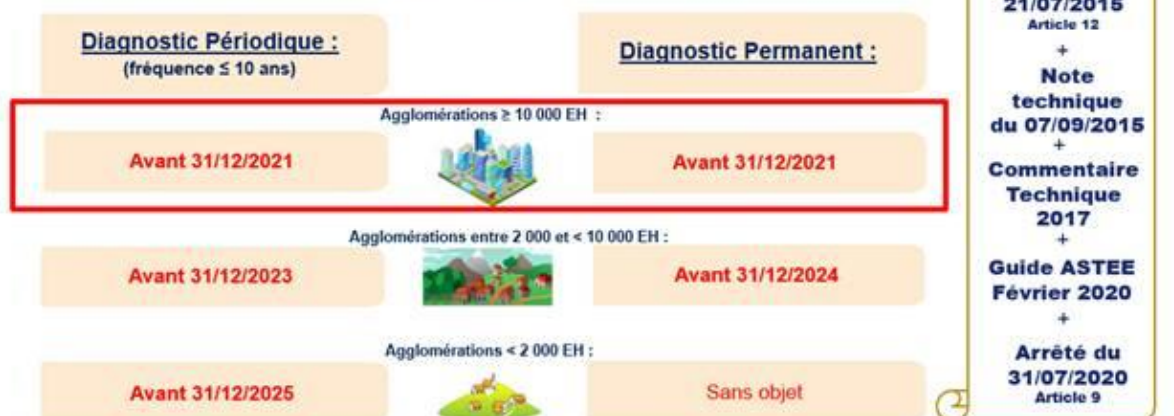 Diagnostic Périodique :
(fréquence ≤ 10 ans)
Diagnostic Permanent :
Agglomérations ≥ 10 000 EH :
Avant 31/12/2021
Avant 31/12/2021
Agglomérations entre 2 000 et < 10 000 EH :
Avant 31/12/2023
Avant 31/12/2024
Agglomérations < 2 000 EH :
Avant 31/12/2025
Sans objet
21/07/2015
Article 12
+
Note
technique
du 07/09/2015
+
Commentaire
Technique
2017
+
Guide ASTEE
Février 2020
+
Arrêté du
31/07/2020
Article 9